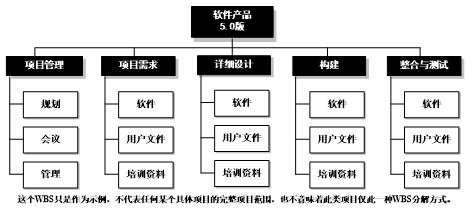 软件产品
5.0版
项目管理
项目需求
详细设计
构建
整合与测试
规划
软件
软件
软件
软件
会议
用户文件
用户文件
用户文件
用户文件
管理
培训资料
培训资料
培训资料
培训资料
这个WBS只是作为示例，不代表任何某个具体项目的完整项目范围，也不意味着此类项目仅此一种WBS分解方式。